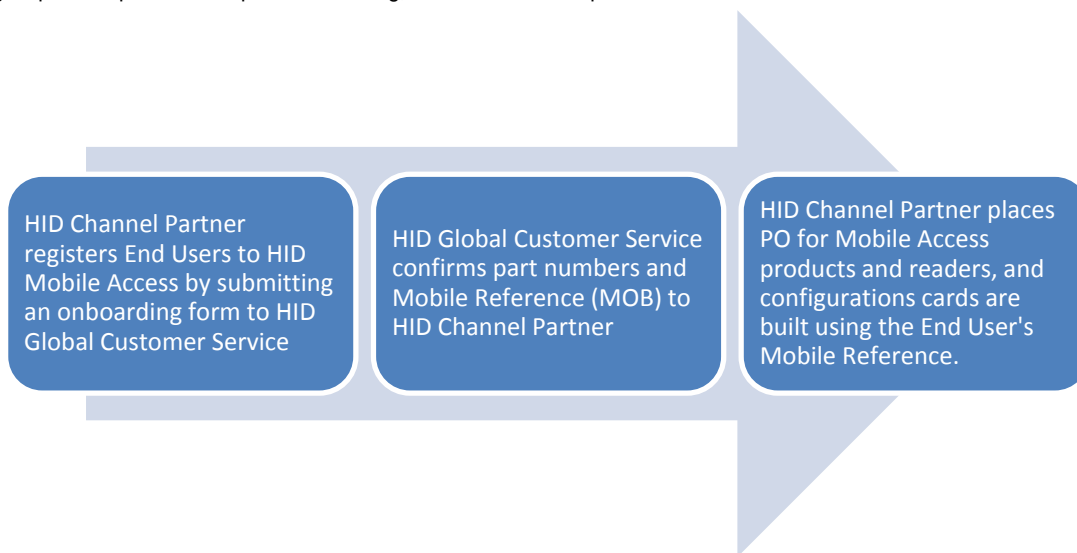 HID Channel Partner
registers End Users to HID
Mobile Access by submitting
an onboarding form to HID
Global Customer Service
HID Global Customer Service
confirms part numbers and
Mobile Reference (MOB) to
HID Channel Partner
HID Channel Partner places
PO for Mobile Access
products and readers, and
configurations cards are
built using the End User's
Mobile Reference.